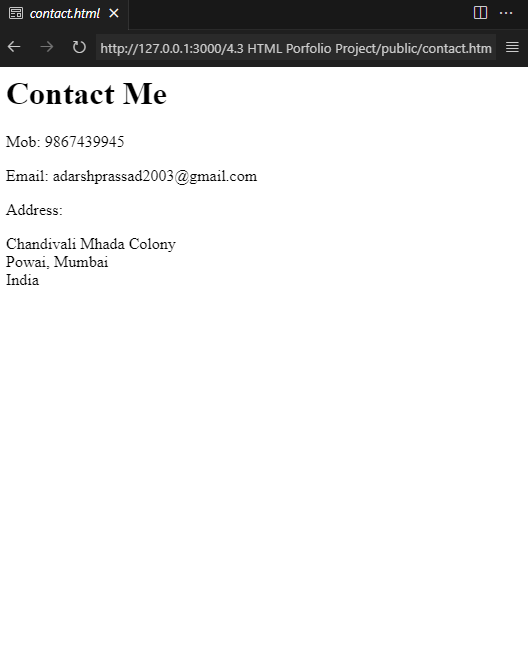 contact.html
http://127.0.0.1:3000/4.3 HTML Porfolio Project/public/contact.htm
Contact Me
Mob: 9867439945
Email: adarshprassad2003@gmail.com
Address:
Chandivali Mhada Colony
Powai, Mumbai
India